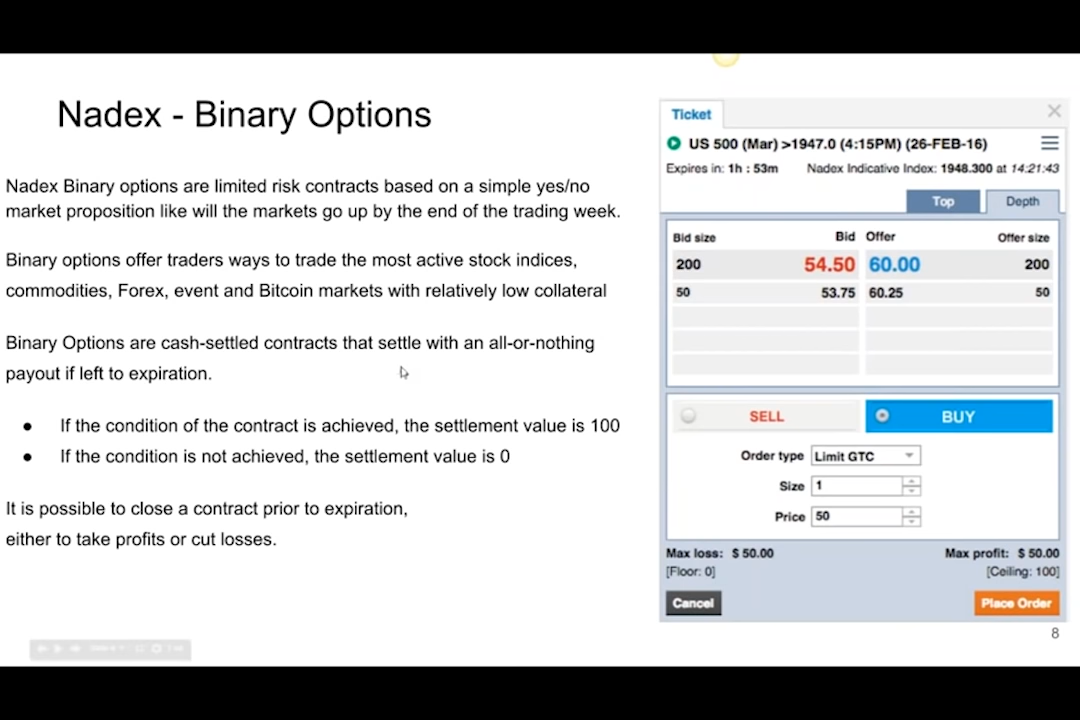 Nadex - Binary Options
Nadex Binary options are limited risk contracts based on a simple yes/no
market proposition like will the markets go up by the end of the trading week.
Binary options offer traders ways to trade the most active stock indices,
commodities, Forex, event and Bitcoin markets with relatively low collateral
Binary Options are cash-settled contracts that settle with an all-or-nothing
payout if left to expiration.
● If the condition of the contract is achieved, the settlement value is 100
● If the condition is not achieved, the settlement value is 0
It is possible to close a contract prior to expiration,
either to take profits or cut losses.
Ticket
US 500 (Mar) >1947.0 (4:15PM) (26-FEB-16)
Expires in: 1h : 53m Nadex Indicative Index: 1948.300 at 14:21:43
Top Depth
Bid size Bid Offer Offer size
200 54.50 60.00 200
50 53.75 60.25 50
SELL BUY
Order type Limit GTC
Size 1
Price 50
Max loss: $ 50.00 Max profit: $ 50.00
[Floor: 0] [Ceiling: 100]
Cancel Place Order
8